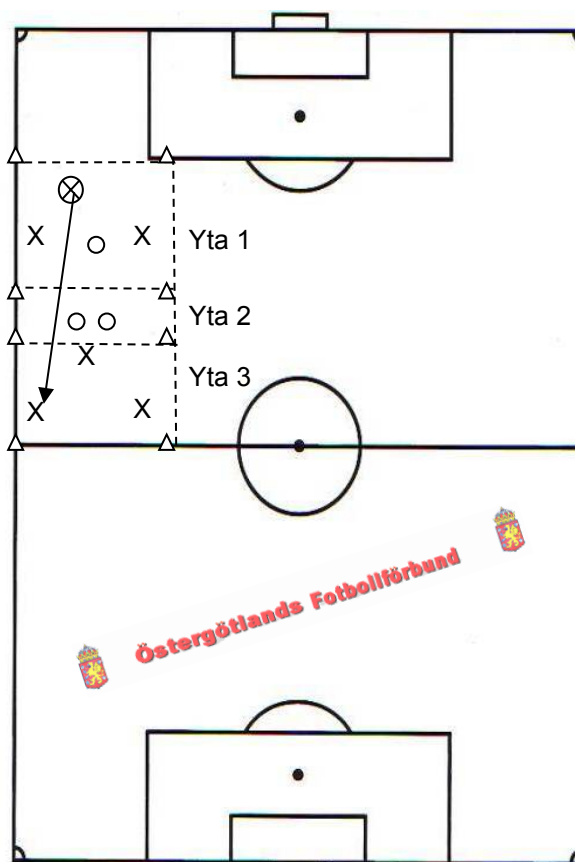 X X Yta 1
Yta 2
X
Yta 3
X X
Östergötlands Fotbollförbund